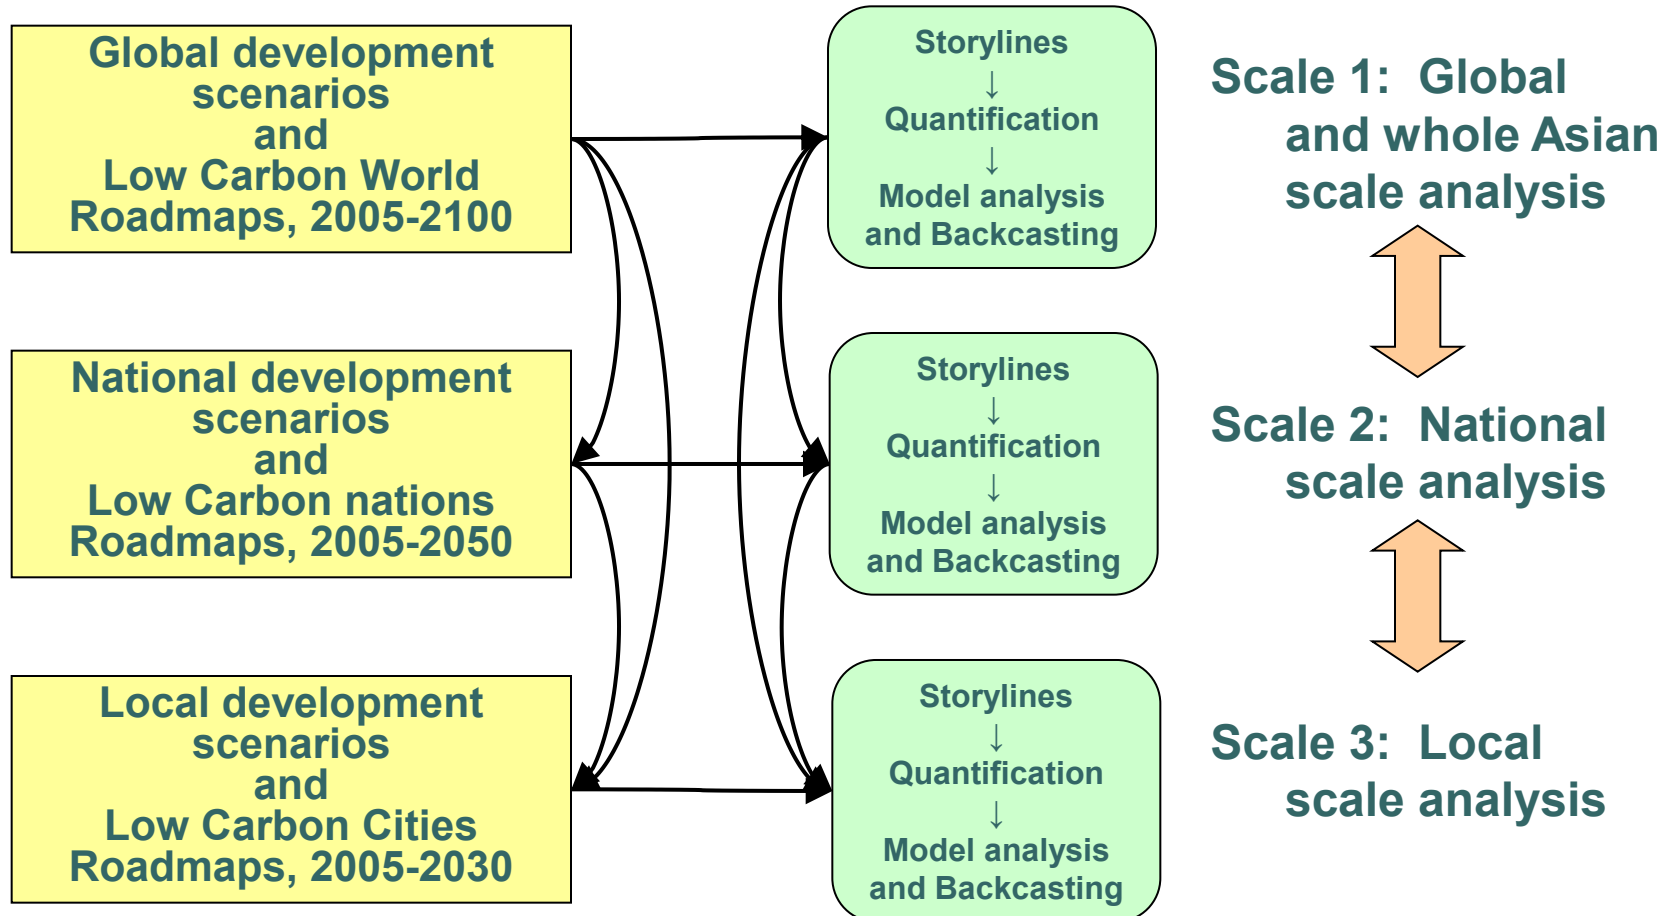 Global development
scenarios
and
Low Carbon World
Roadmaps, 2005-2100
Storylines
↓
Quantification
↓
Model analysis
and Backcasting
Scale 1: Global
and whole Asian
scale analysis
National development
scenarios
and
Low Carbon nations
Roadmaps, 2005-2050
Storylines
↓
Quantification
↓
Model analysis
and Backcasting
Scale 2: National
scale analysis
Local development
scenarios
and
Low Carbon Cities
Roadmaps, 2005-2030
Storylines
↓
Quantification
↓
Model analysis
and Backcasting
Scale 3: Local
scale analysis